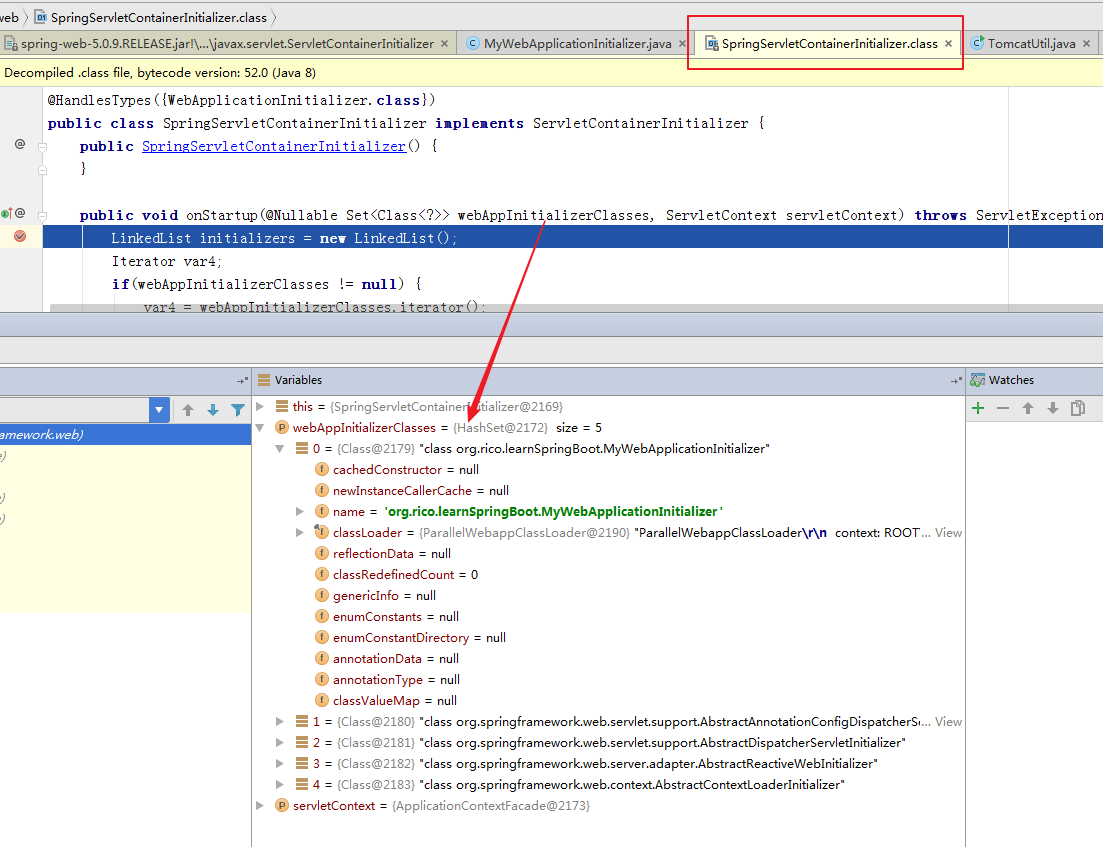 web SpringServletContainerInitializer.class
spring-web-5.0.9.RELEASE.jar!\...\javax.servlet.ServletContainerInitializer MyWebApplicationInitializer.java SpringServletContainerInitializer.class TomcatUtil.java
Decompiled .class file, bytecode version: 52.0 (Java 8)
@HandlesTypes({WebApplicationInitializer.class})
public class SpringServletContainerInitializer implements ServletContainerInitializer {
public SpringServletContainerInitializer() {
}
public void onStartup(@Nullable Set<Class<?>> webAppInitializerClasses, ServletContext servletContext) throws ServletException
LinkedList initializers = new LinkedList();
Iterator var4;
if(webAppInitializerClasses != null) {
var4 = webAppInitializerClasses.iterator();
Variables
Watches
this = {SpringServletContainerInitializer@2169}
webAppInitializerClasses = {HashSet@2172} size = 5
amework.web)
e)
)
)
0 = {Class@2179} "class org.rico.learnSpringBoot.MyWebApplicationInitializer"
cachedConstructor = null
newInstanceCallerCache = null
name = 'org.rico.learnSpringBoot.MyWebApplicationInitializer'
classLoader = {ParallelWebappClassLoader@2190} "ParallelWebappClassLoader\r\n context: ROOT... View
reflectionData = null
classRedefinedCount = 0
genericInfo = null
enumConstants = null
enumConstantDirectory = null
annotationData = null
annotationType = null
classValueMap = null
1 = {Class@2180} "class org.springframework.web.servlet.support.AbstractAnnotationConfigDispatcherSe... View
2 = {Class@2181} "class org.springframework.web.servlet.support.AbstractDispatcherServletInitializer"
3 = {Class@2182} "class org.springframework.web.server.adapter.AbstractReactiveWebInitializer"
4 = {Class@2183} "class org.springframework.web.context.AbstractContextLoaderInitializer"
servletContext = {ApplicationContextFacade@2173}